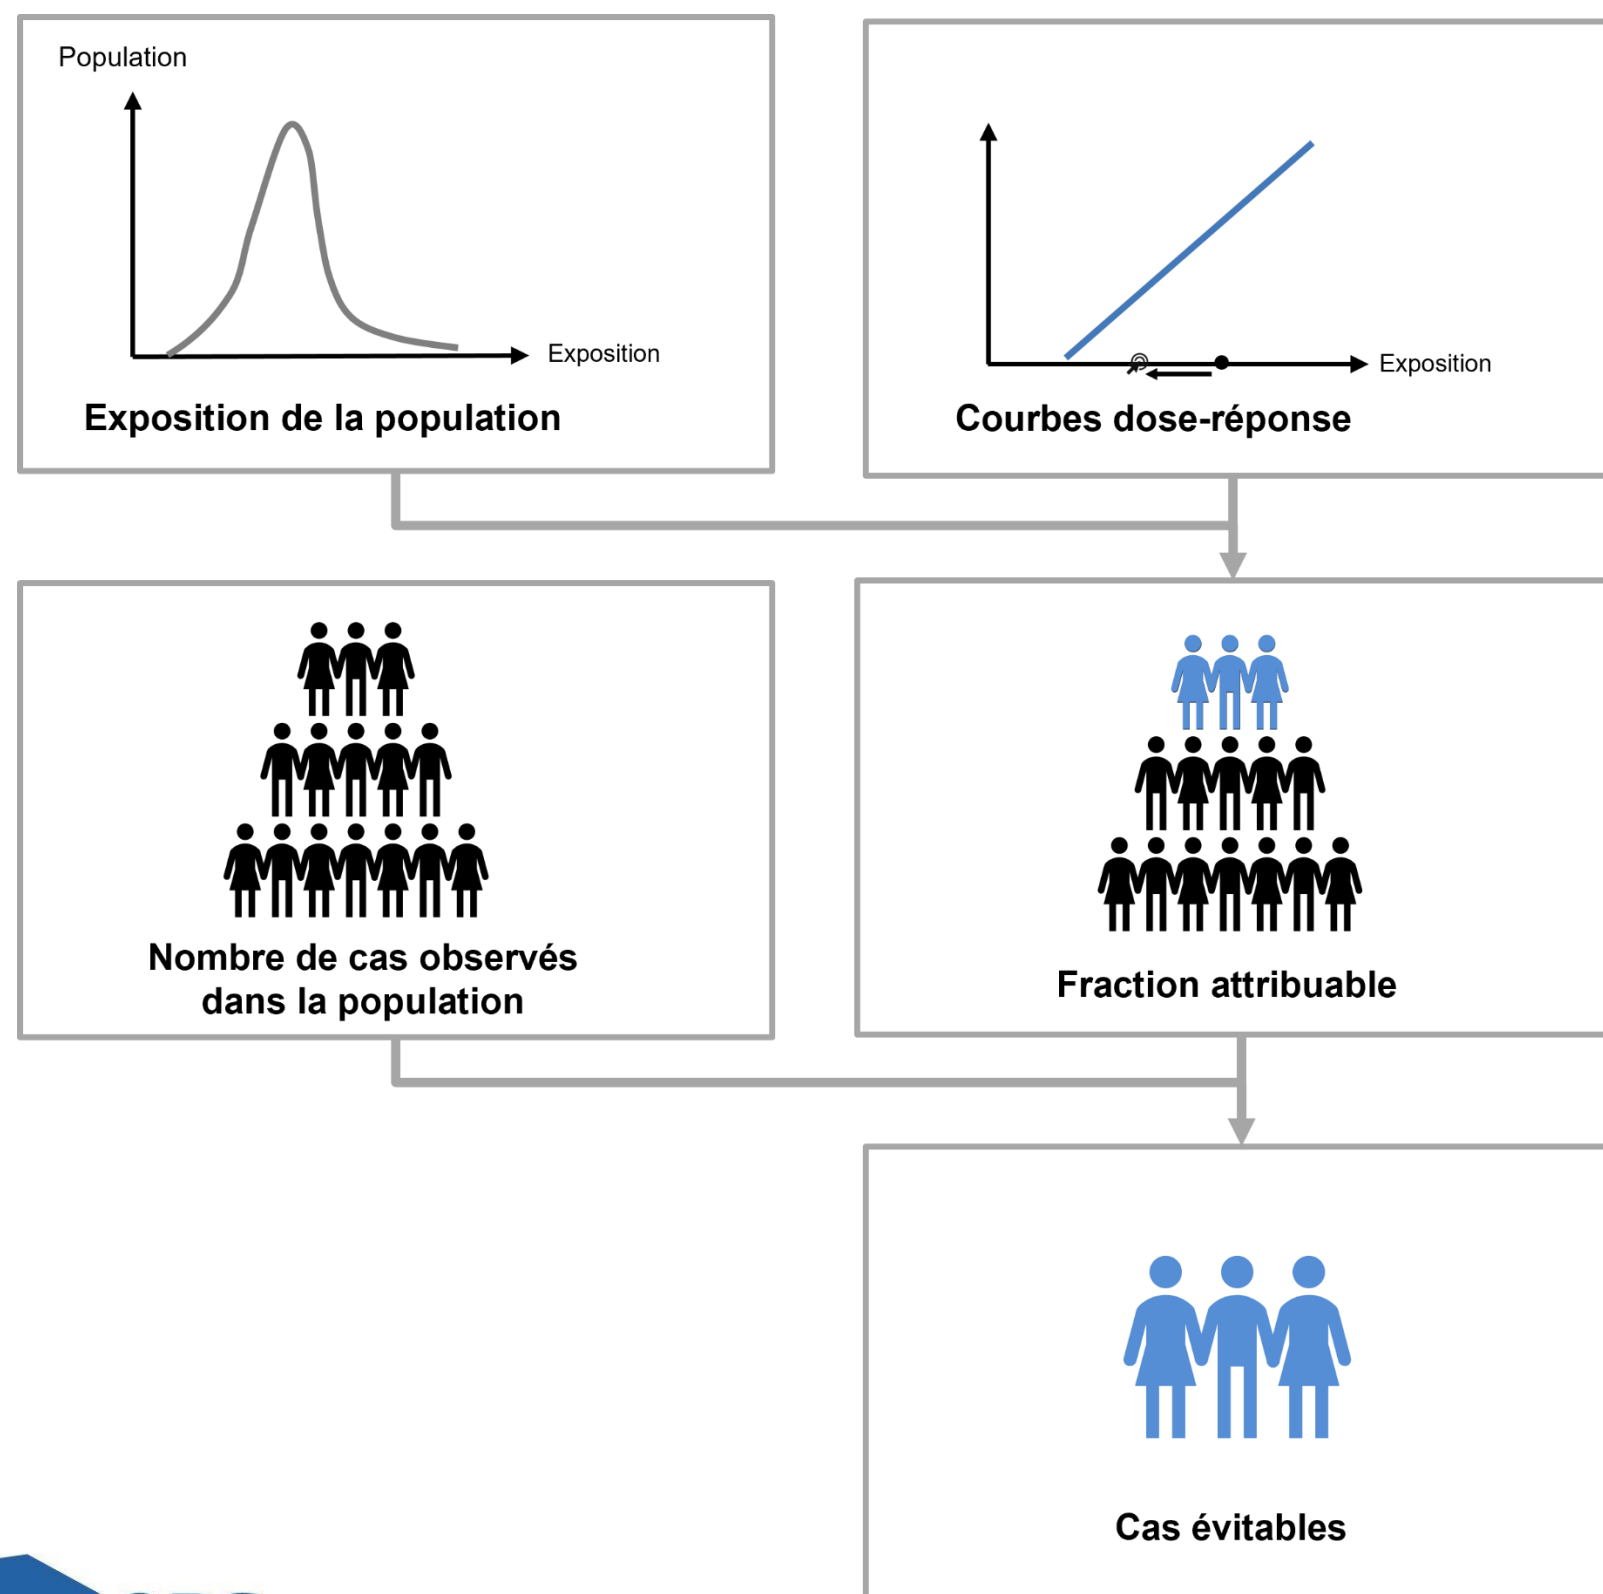 Population
Exposition
Exposition de la population
Exposition
Courbes dose-réponse
Nombre de cas observés
dans la population
Fraction attribuable
Cas évitables